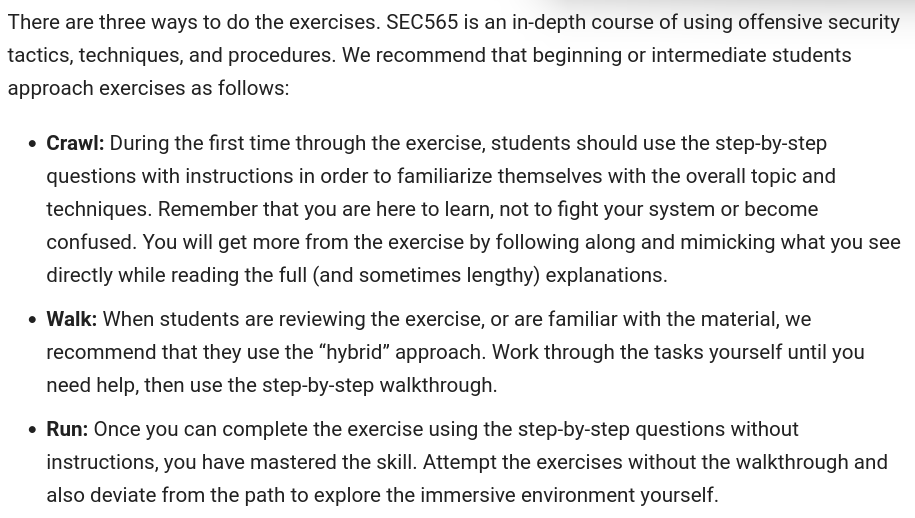 There are three ways to do the exercises. SEC565 is an in-depth course of using offensive security
tactics, techniques, and procedures. We recommend that beginning or intermediate students
approach exercises as follows:
• Crawl: During the first time through the exercise, students should use the step-by-step
questions with instructions in order to familiarize themselves with the overall topic and
techniques. Remember that you are here to learn, not to fight your system or become
confused. You will get more from the exercise by following along and mimicking what you see
directly while reading the full (and sometimes lengthy) explanations.
• Walk: When students are reviewing the exercise, or are familiar with the material, we
recommend that they use the “hybrid” approach. Work through the tasks yourself until you
need help, then use the step-by-step walkthrough.
• Run: Once you can complete the exercise using the step-by-step questions without
instructions, you have mastered the skill. Attempt the exercises without the walkthrough and
also deviate from the path to explore the immersive environment yourself.